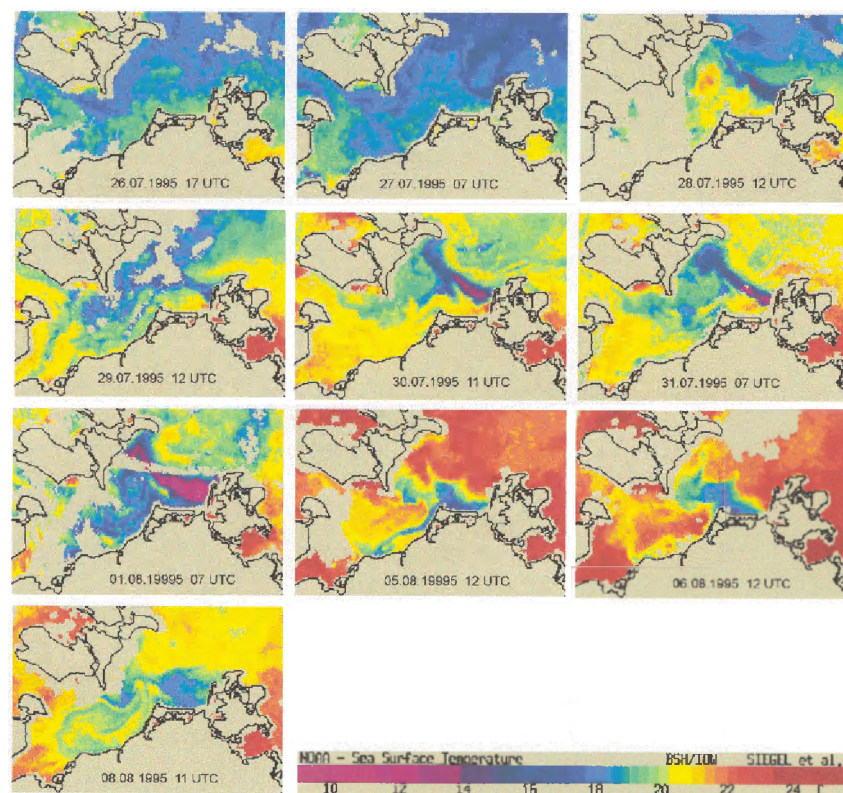 26.07.1995 17 UTC
27.07.1995 07 UTC
28.07.1995 12 UTC
29.07.1995 12 UTC
30.07.1995 11 UTC
31.07.1995 07 UTC
01.08.19995 07 UTC
05.08 19995 12 UTC
06.08.1995 12 UTC
08.08 1995 11 UTC
NOAA - Sea Surface Temperature BSH/IOW SIEGEL et al.
10 12 14 16 18 20 22 24 C